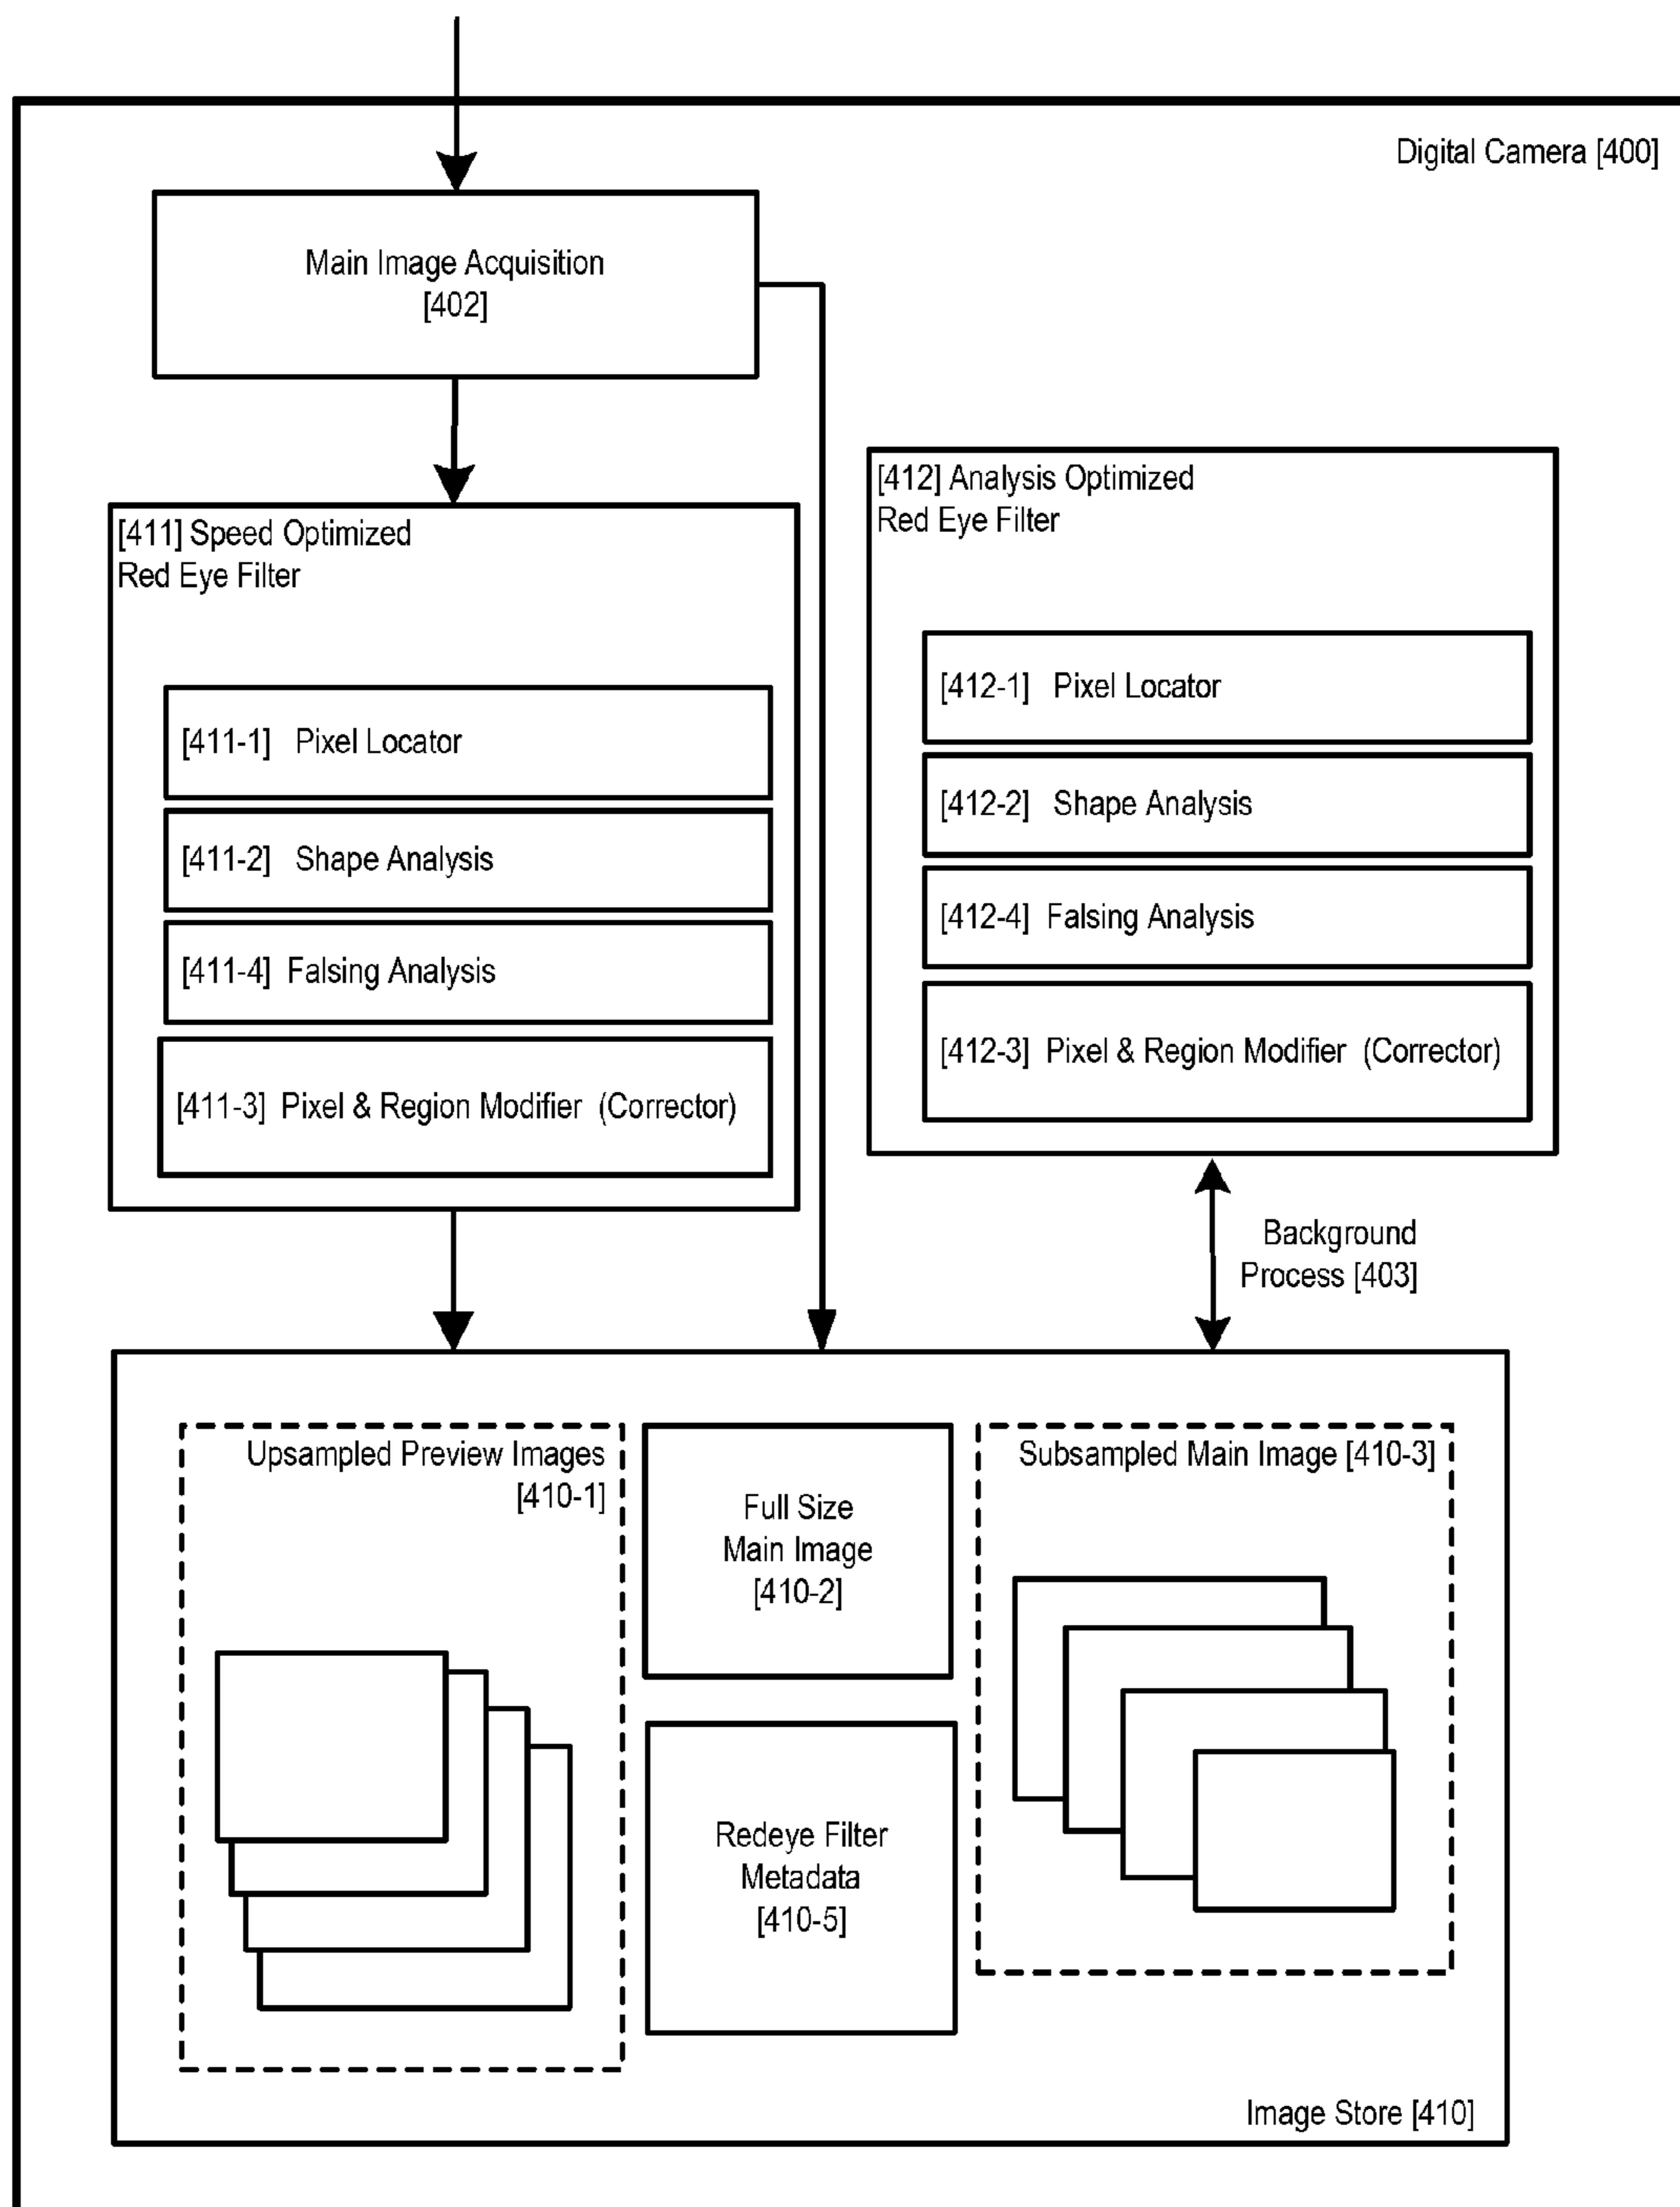 Digital Camera [400]
Main Image Acquisition
[402]
[411] Speed Optimized
Red Eye Filter
[411-1] Pixel Locator
[411-2] Shape Analysis
[411-4] Falsing Analysis
[411-3] Pixel & Region Modifier (Corrector)
[412] Analysis Optimized
Red Eye Filter
[412-1] Pixel Locator
[412-2] Shape Analysis
[412-4] Falsing Analysis
[412-3] Pixel & Region Modifier (Corrector)
Background
Process [403]
Upsampled Preview Images
[410-1]
Full Size
Main Image
[410-2]
Subsampled Main Image [410-3]
Redeye Filter
Metadada
[410-5]
Image Store [410]